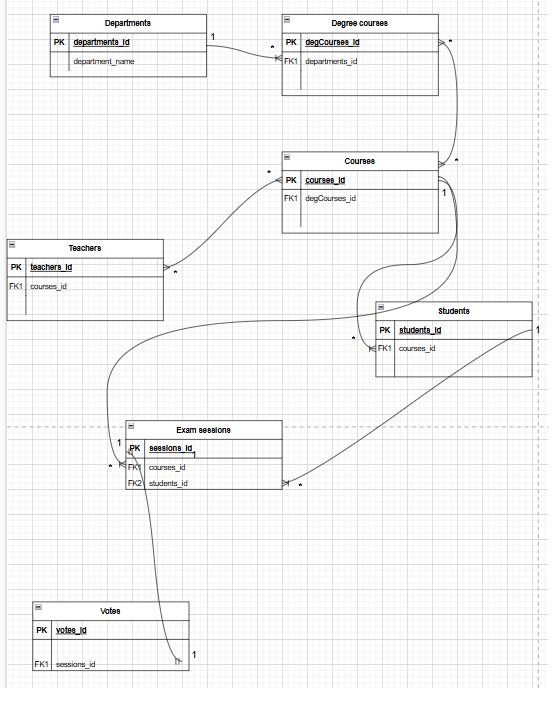 Departments
PK departments_id
department_name
1
*
Degree courses
PK degCourses_id
FK1 departments_id
*
*
Courses
PK courses_id
FK1 degCourses_id
1
*
Teachers
PK teachers_id
FK1 courses_id
*
Students
PK students_id
FK1 courses_id
1
*
Exam sessions
PK sessions_id
1
FK1 courses_id
FK2 students_id
1
*
*
Votes
PK votes_id
FK1 sessions_id
1